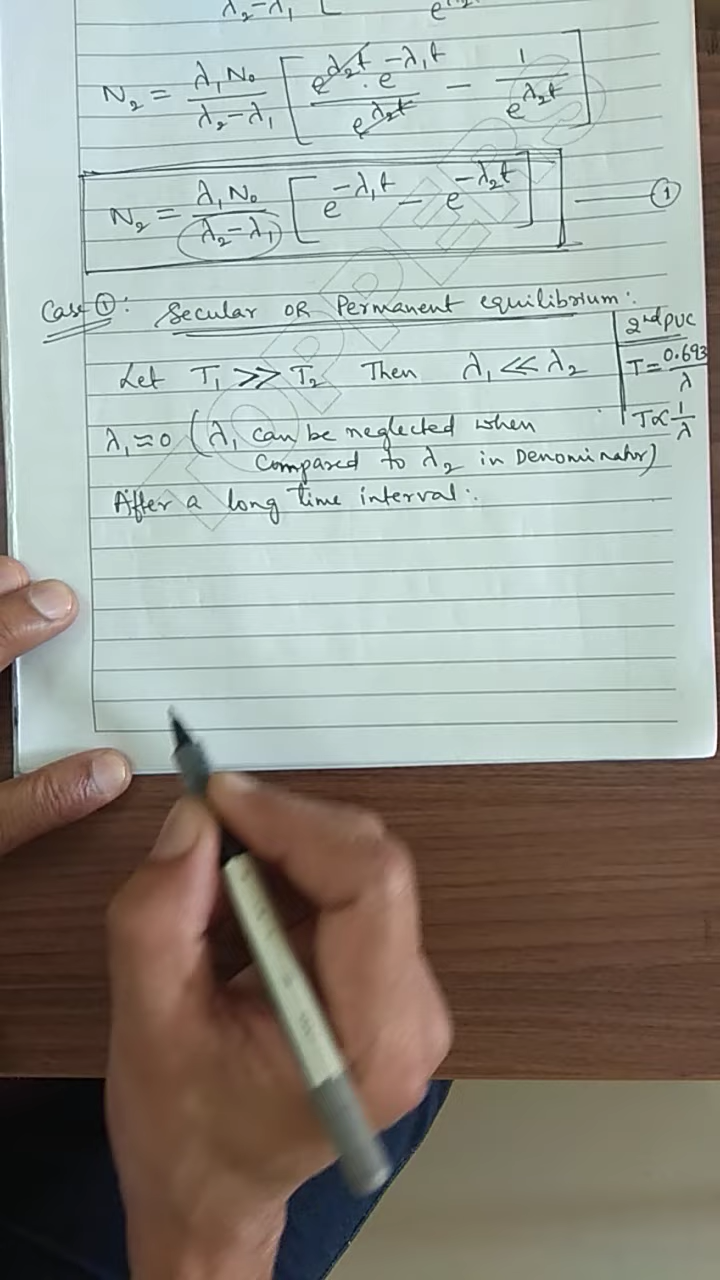 λ₂-λ₁ [ e
N₂ = λ₁N₀ / λ₂-λ₁ [ e^λ₂t . e^-λ₁t / e^λ₂t - 1 / e^λ₂t ]
N₂ = λ₁N₀ / λ₂-λ₁ [ e^-λ₁t - e^-λ₂t ] — ①
Case ①: Secular OR Permanent equilibrium:
Let T₁ >> T₂ Then λ₁ << λ₂
2nd PUC
T = 0.693 / λ
T ∝ 1 / λ
λ₁ ≈ 0 (λ₁ can be neglected when
compared to λ₂ in Denominator)
After a long time interval: